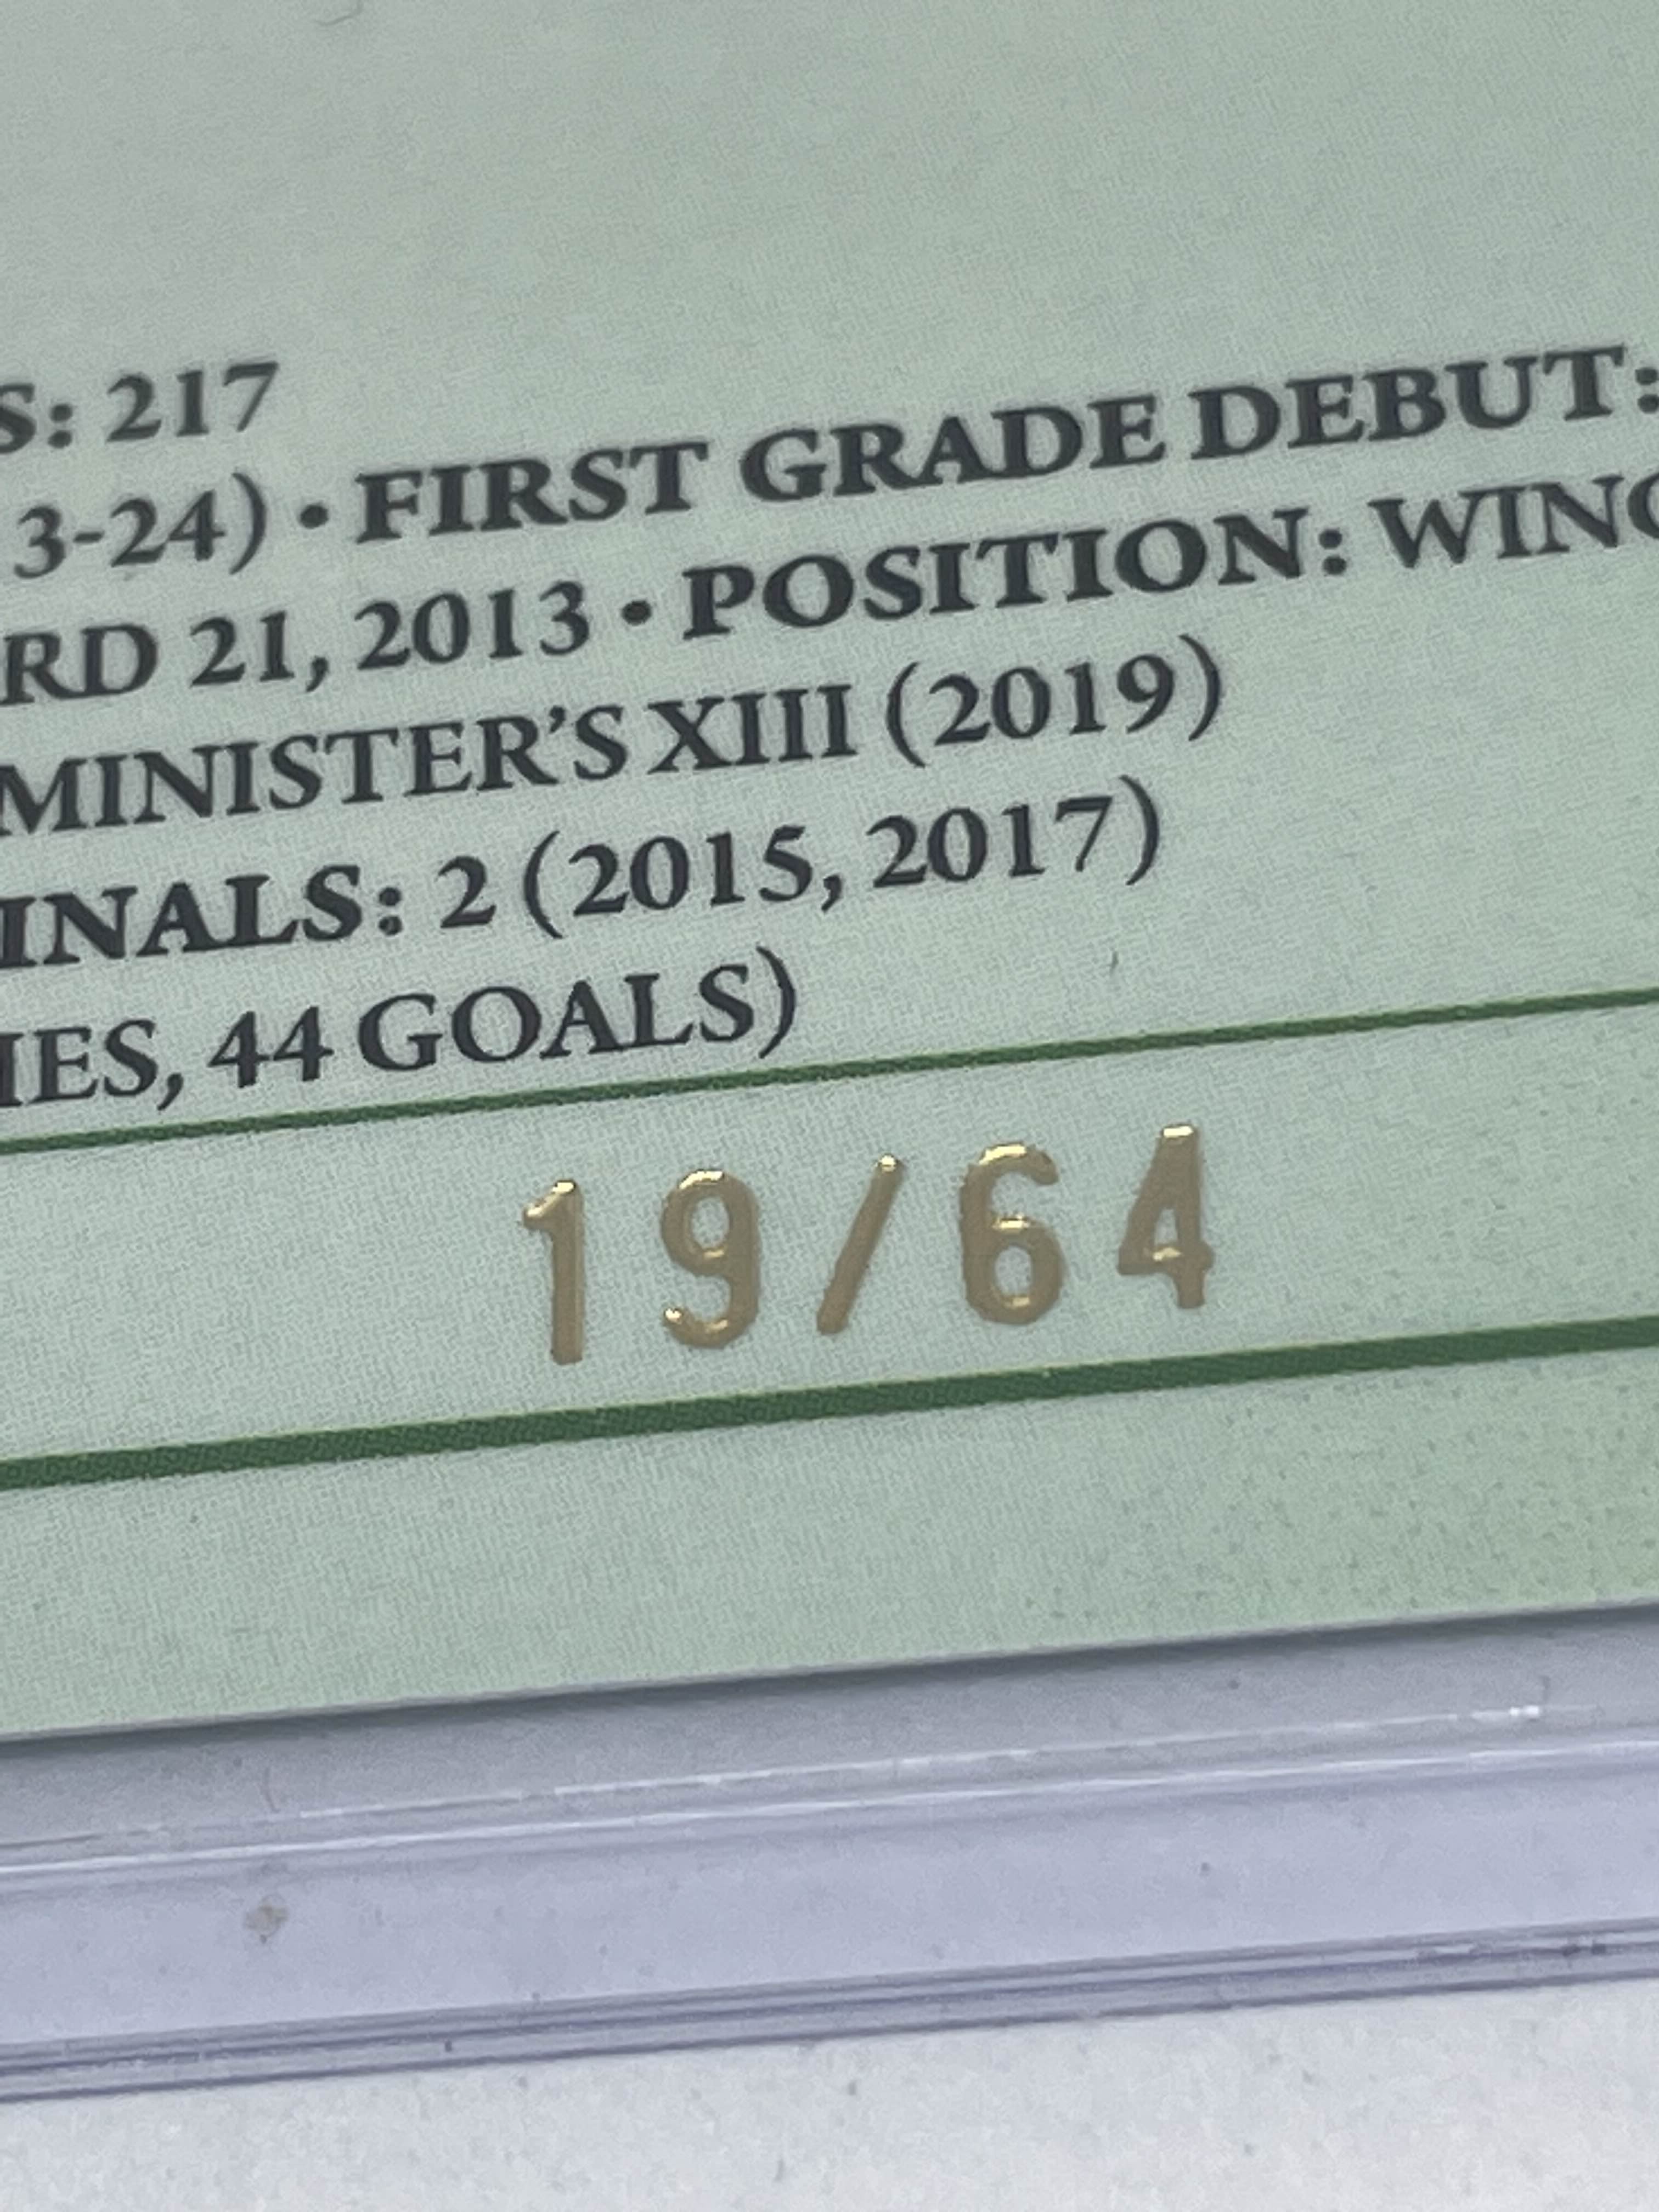 S: 217
3-24) • FIRST GRADE DEBUT:
RD 21, 2013 • POSITION: WING
MINISTER'S XIII (2019)
INALS: 2 (2015, 2017)
IES, 44 GOALS)
19/64